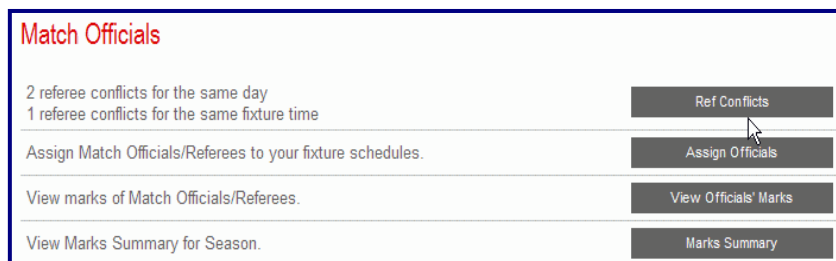 Match Officials
2 referee conflicts for the same day
1 referee conflicts for the same fixture time
Ref Conflicts
Assign Match Officials/Referees to your fixture schedules.
Assign Officials
View marks of Match Officials/Referees.
View Officials' Marks
View Marks Summary for Season.
Marks Summary